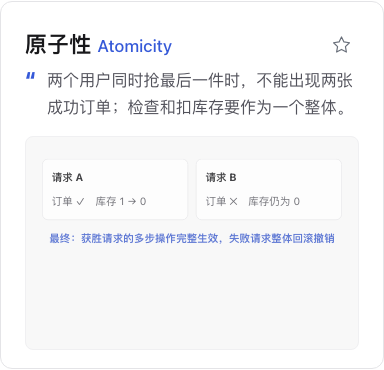 原子性 Atomicity
“ 两个用户同时抢最后一件时，不能出现两张
成功订单；检查和扣库存要作为一个整体。
请求 A
订单 ✓ 库存 1 → 0
请求 B
订单 ✕ 库存仍为 0
最终：获胜请求的多步操作完整生效，失败请求整体回滚撤销